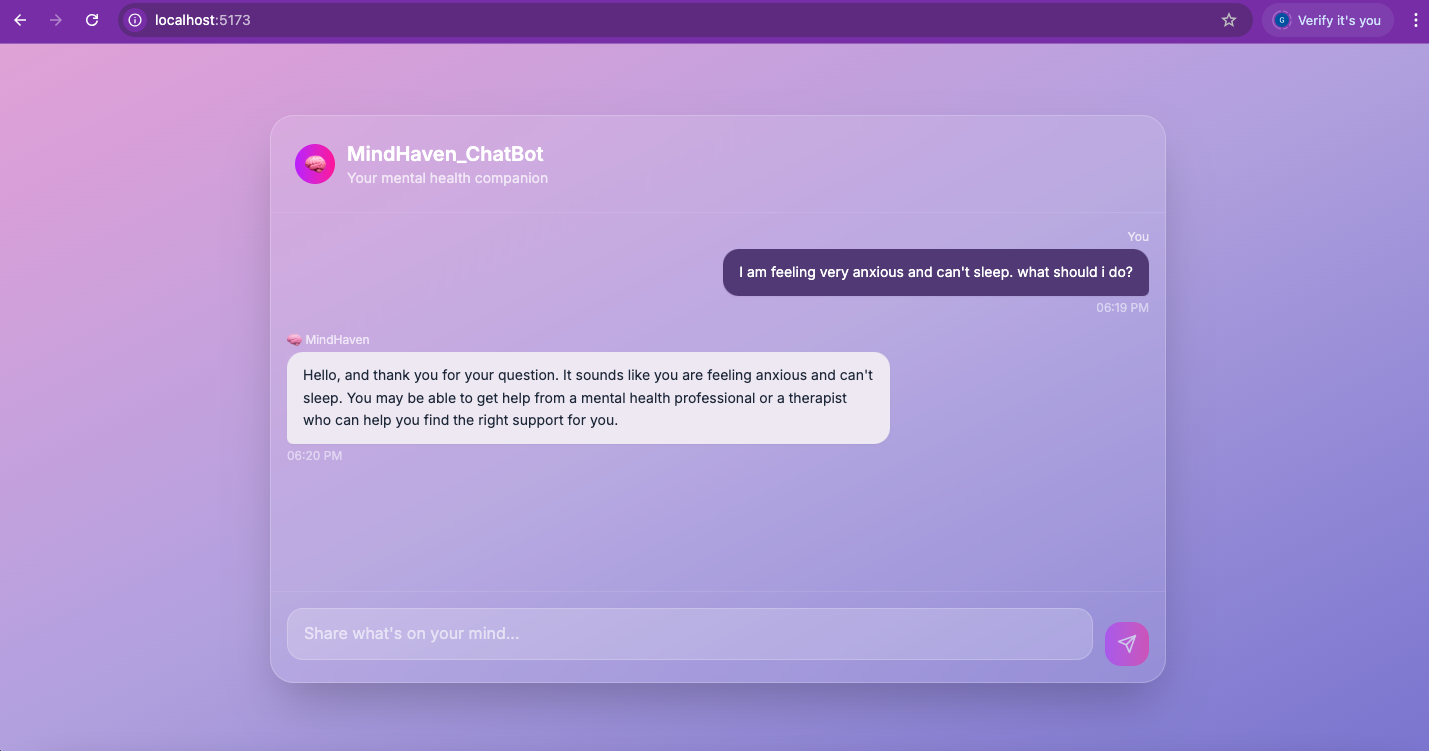 localhost:5173
Verify it's you
MindHaven_ChatBot
Your mental health companion
You
I am feeling very anxious and can't sleep. what should i do?
06:19 PM
MindHaven
Hello, and thank you for your question. It sounds like you are feeling anxious and can't
sleep. You may be able to get help from a mental health professional or a therapist
who can help you find the right support for you.
06:20 PM
Share what's on your mind...